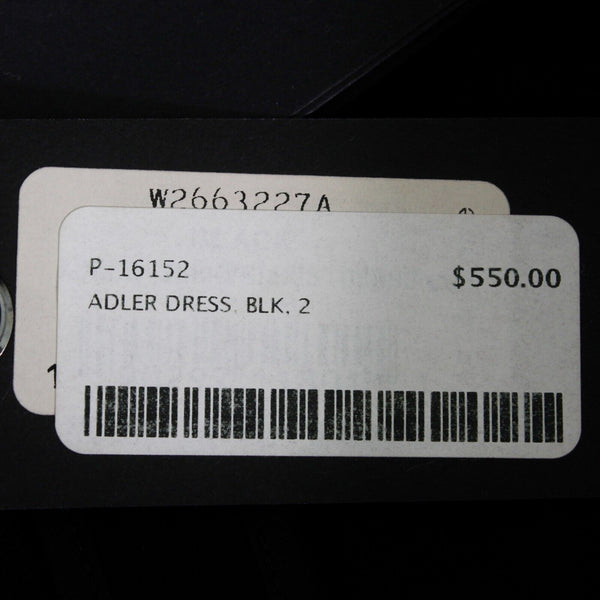 W2663227A
P-16152
$550.00
ADLER DRESS, BLK, 2